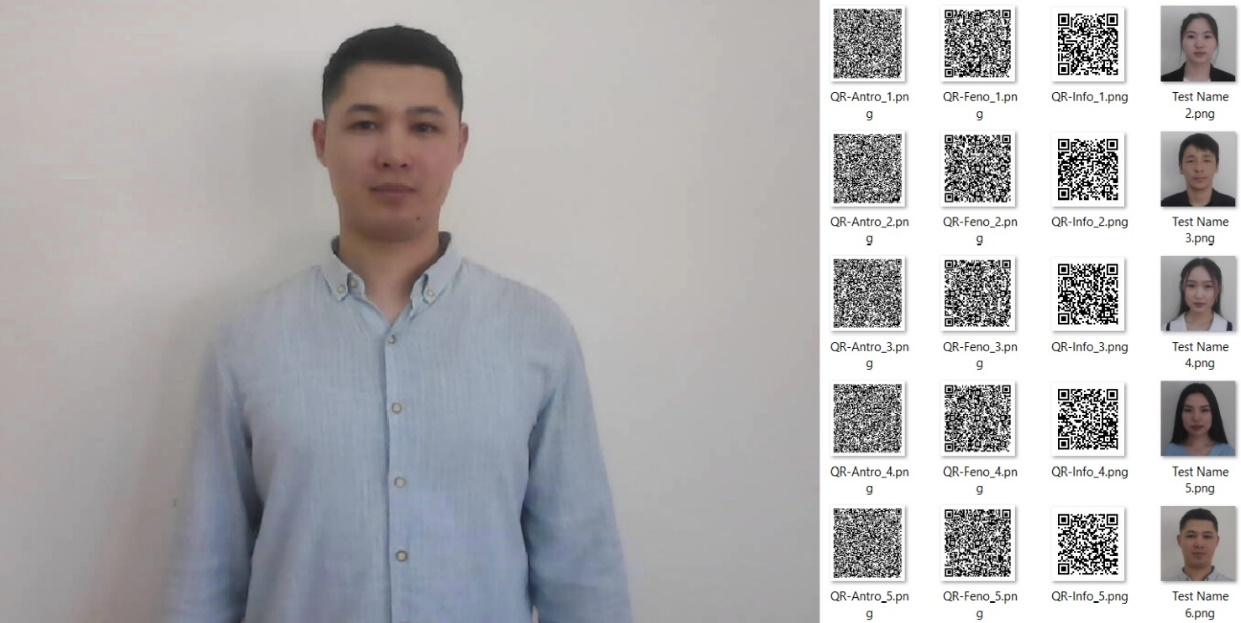 QR-Antro_1.pn
g
QR-Feno_1.pn
g
QR-Info_1.png
Test Name
2.png
QR-Antro_2.pn
g
QR-Feno_2.pn
g
QR-Info_2.png
Test Name
3.png
QR-Antro_3.pn
g
QR-Feno_3.pn
g
QR-Info_3.png
Test Name
4.png
QR-Antro_4.pn
g
QR-Feno_4.pn
g
QR-Info_4.png
Test Name
5.png
QR-Antro_5.pn
g
QR-Feno_5.pn
g
QR-Info_5.png
Test Name
6.png